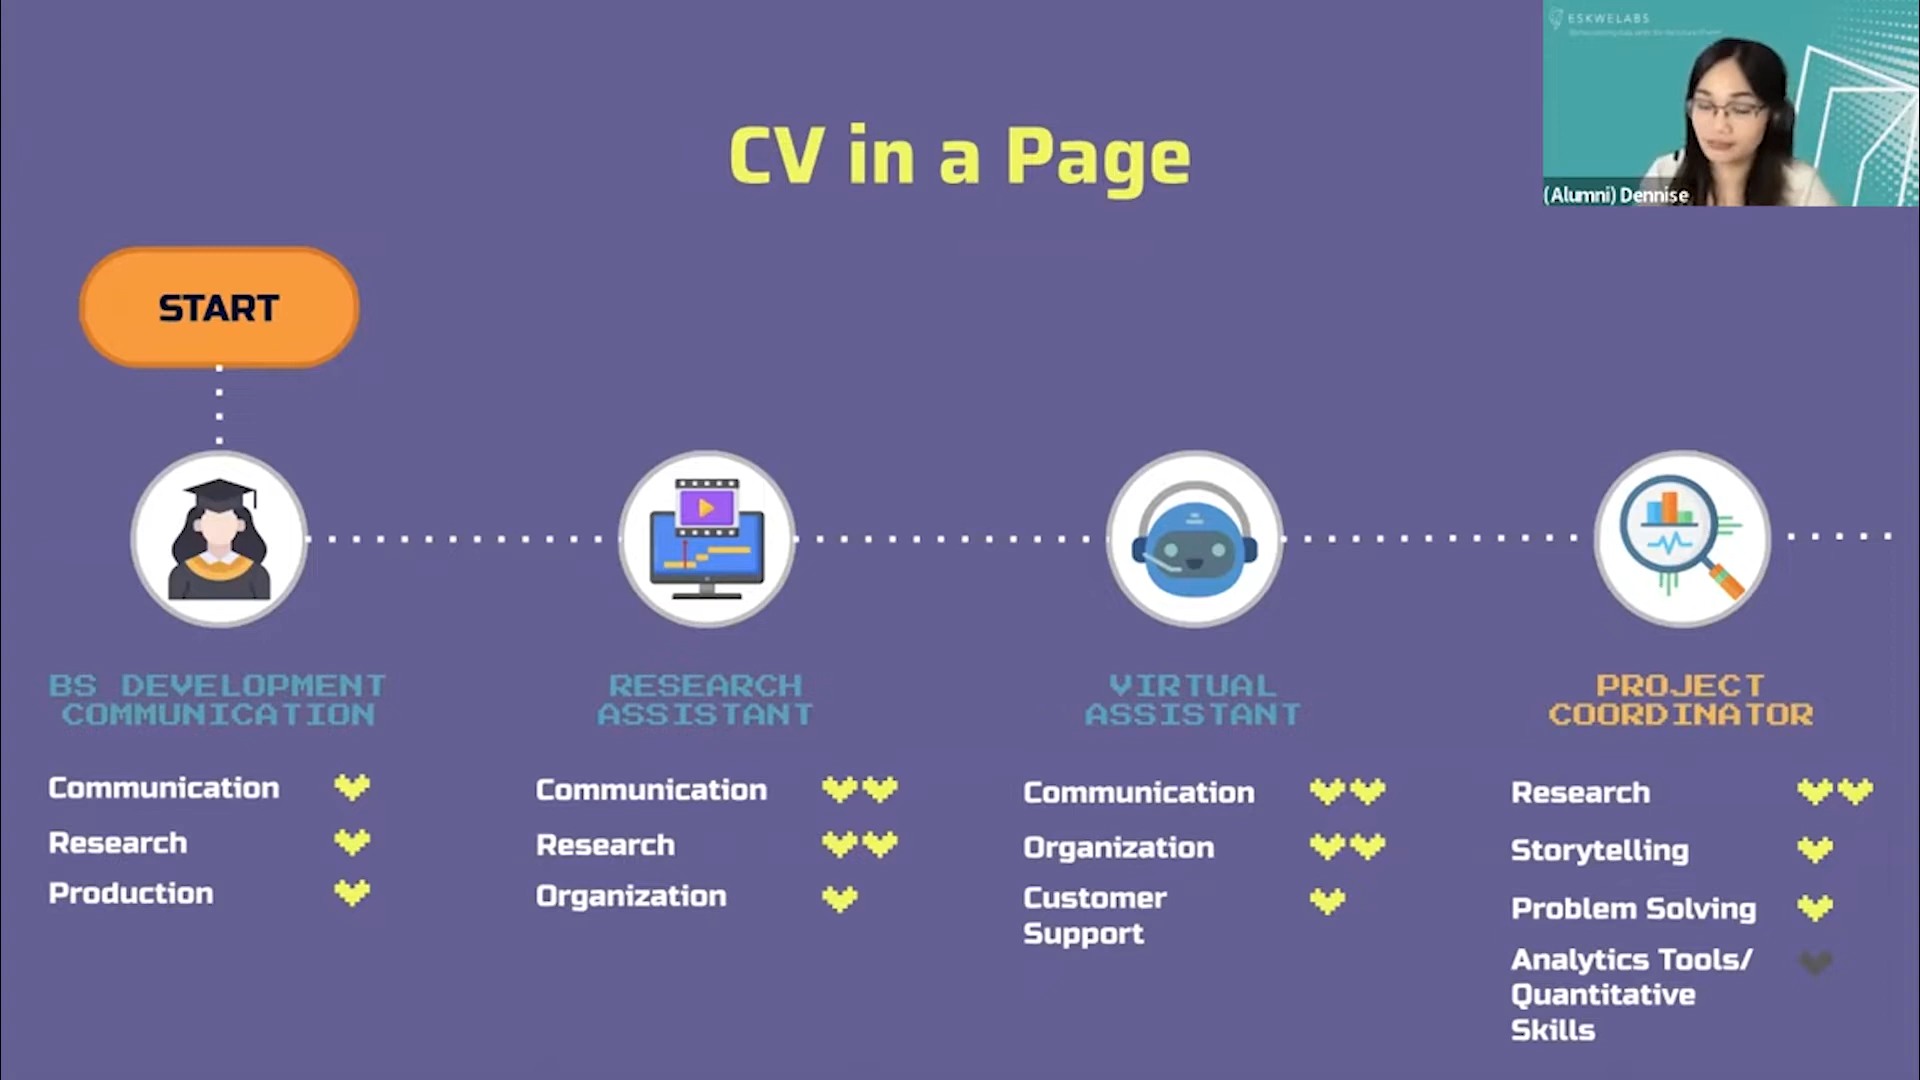 ESKWELABS
(Alumni) Dennise
CV in a Page
START
BS DEVELOPMENT
COMMUNICATION
Communication
Research
Production
RESEARCH
ASSISTANT
Communication
Research
Organization
VIRTUAL
ASSISTANT
Communication
Organization
Customer
Support
PROJECT
COORDINATOR
Research
Storytelling
Problem Solving
Analytics Tools/
Quantitative
Skills